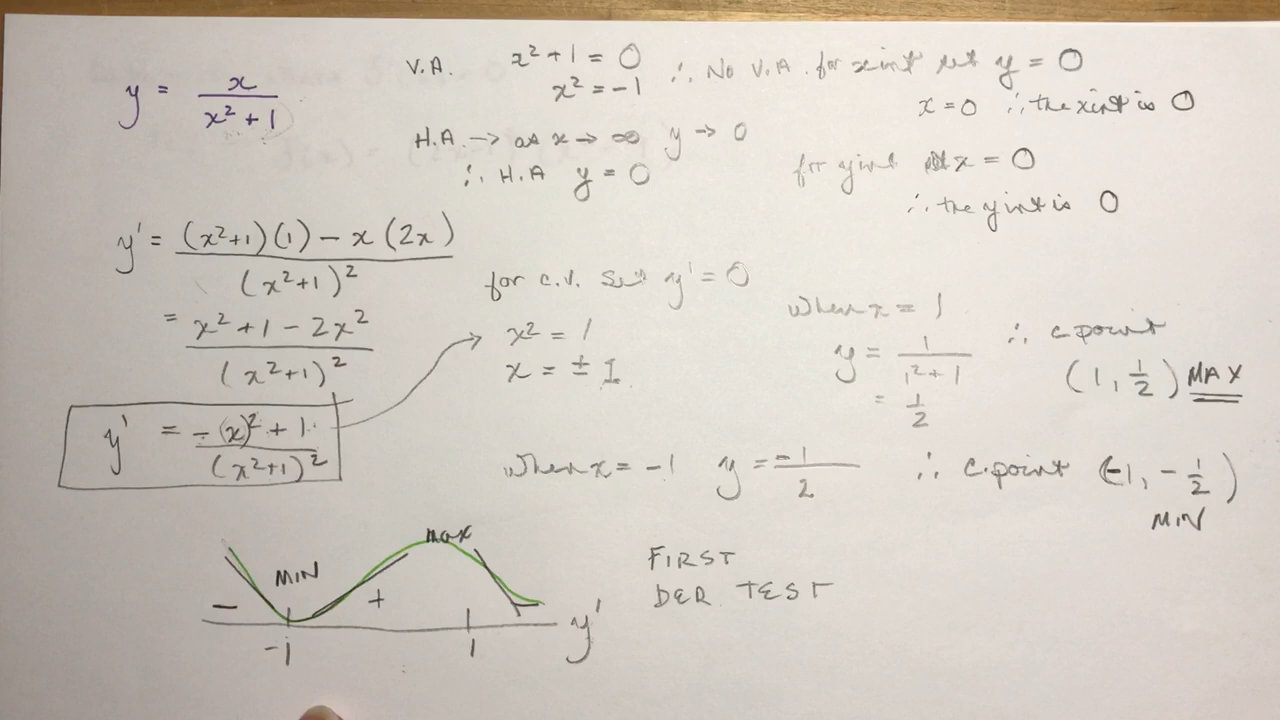 y = x / (x² + 1)
V.A. x² + 1 = 0
x² = -1
∴ No V.A.
for x int set y = 0
x = 0 ∴ the x int is 0
H.A. → as x → ∞ y → 0
∴ H.A y = 0
for y int x = 0
∴ the y int is 0
y' = (x²+1)(1) - x(2x) / (x²+1)²
= x² + 1 - 2x² / (x²+1)²
y' = -(x)² + 1 / (x²+1)²
for c.v. set y' = 0
x² = 1
x = ± 1
when x = 1
y = 1 / 1² + 1
= 1/2
∴ c.point
(1, 1/2) MAX
when x = -1 y = -1 / 2 ∴ c.point (-1, -1/2)
MIN
MIN max
- + -
-1 1 y'
FIRST
DER TEST